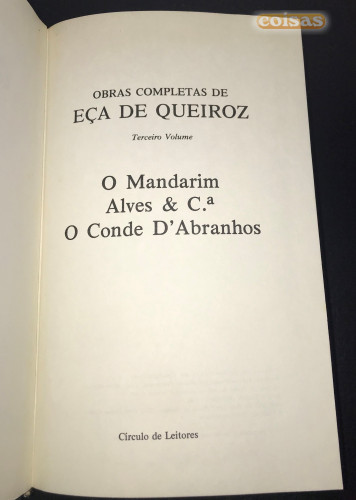 coisas
OBRAS COMPLETAS DE
EÇA DE QUEIROZ
Terceiro Volume
O Mandarim
Alves & C.ª
O Conde D'Abranhos
Círculo de Leitores